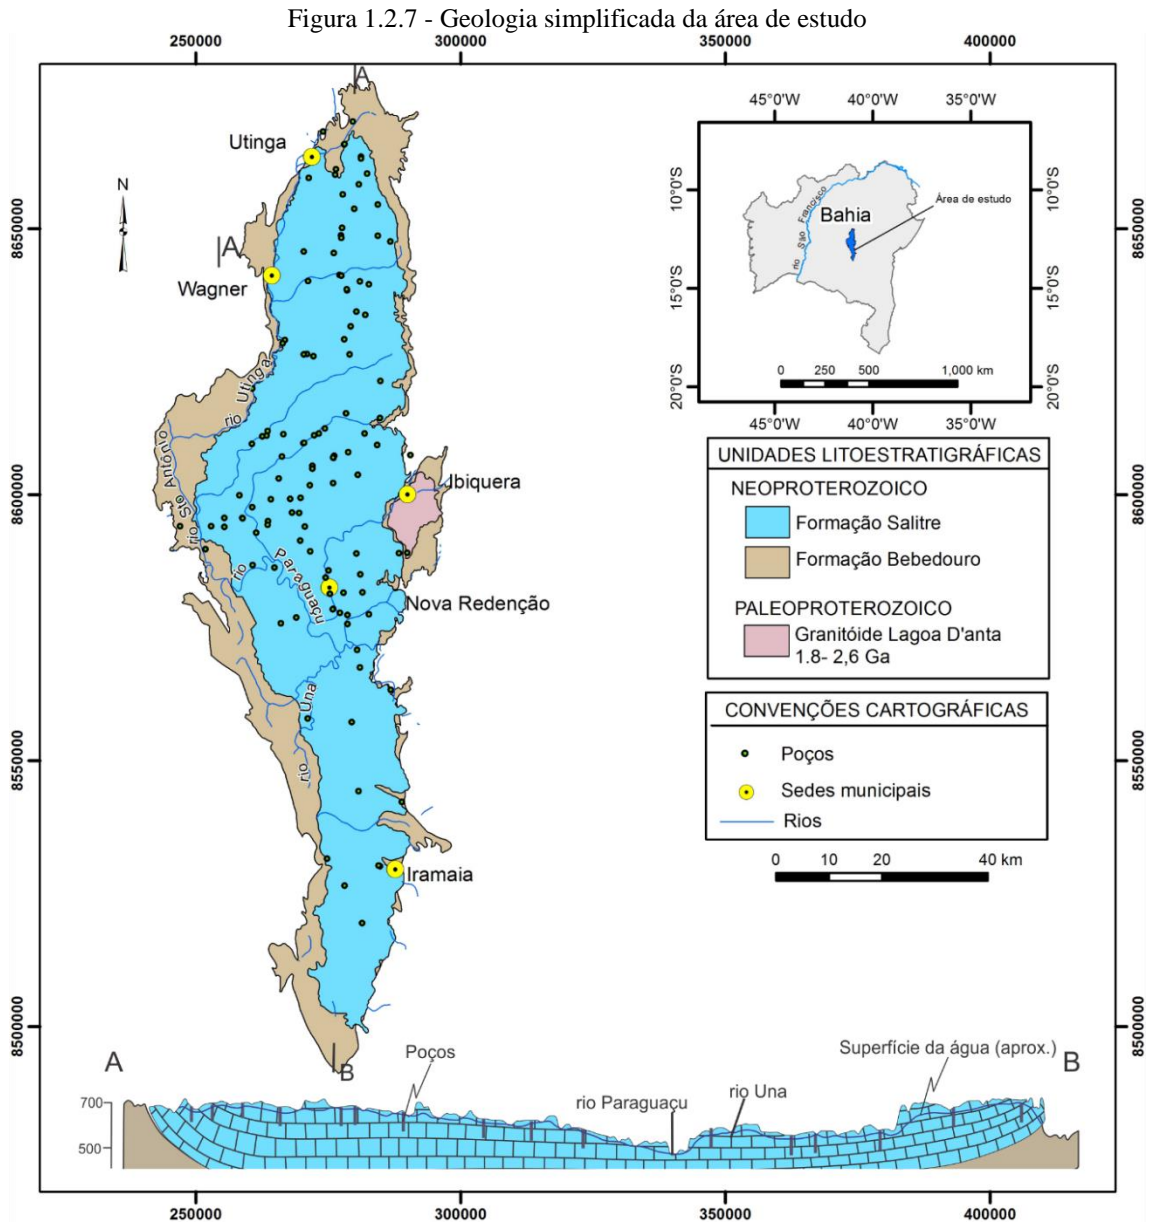 Figura 1.2.7 - Geologia simplificada da área de estudo
250000 300000 350000 400000
A
Utinga
N
A
Wagner
rio Utinga
rio Sto Antônio
Ibiquera
rio Paraguaçu
Nova Redenção
rio Una
Iramaia
B
8650000
8600000
8550000
8500000
8650000
8600000
8550000
8500000
45°0'W 40°0'W 35°0'W
10°0'S
15°0'S
20°0'S
10°0'S
15°0'S
20°0'S
rio São Francisco
Bahia
Área de estudo
0 250 500 1,000 km
45°0'W 40°0'W 35°0'W
UNIDADES LITOESTRATIGRÁFICAS
NEOPROTEROZOICO
Formação Salitre
Formação Bebedouro
PALEOPROTEROZOICO
Granitóide Lagoa D'anta
1.8- 2,6 Ga
CONVENÇÕES CARTOGRÁFICAS
Poços
Sedes municipais
Rios
0 10 20 40 km
A
Poços
Superfície da água (aprox.)
B
700
500
rio Paraguaçu
rio Una
250000 300000 350000 400000